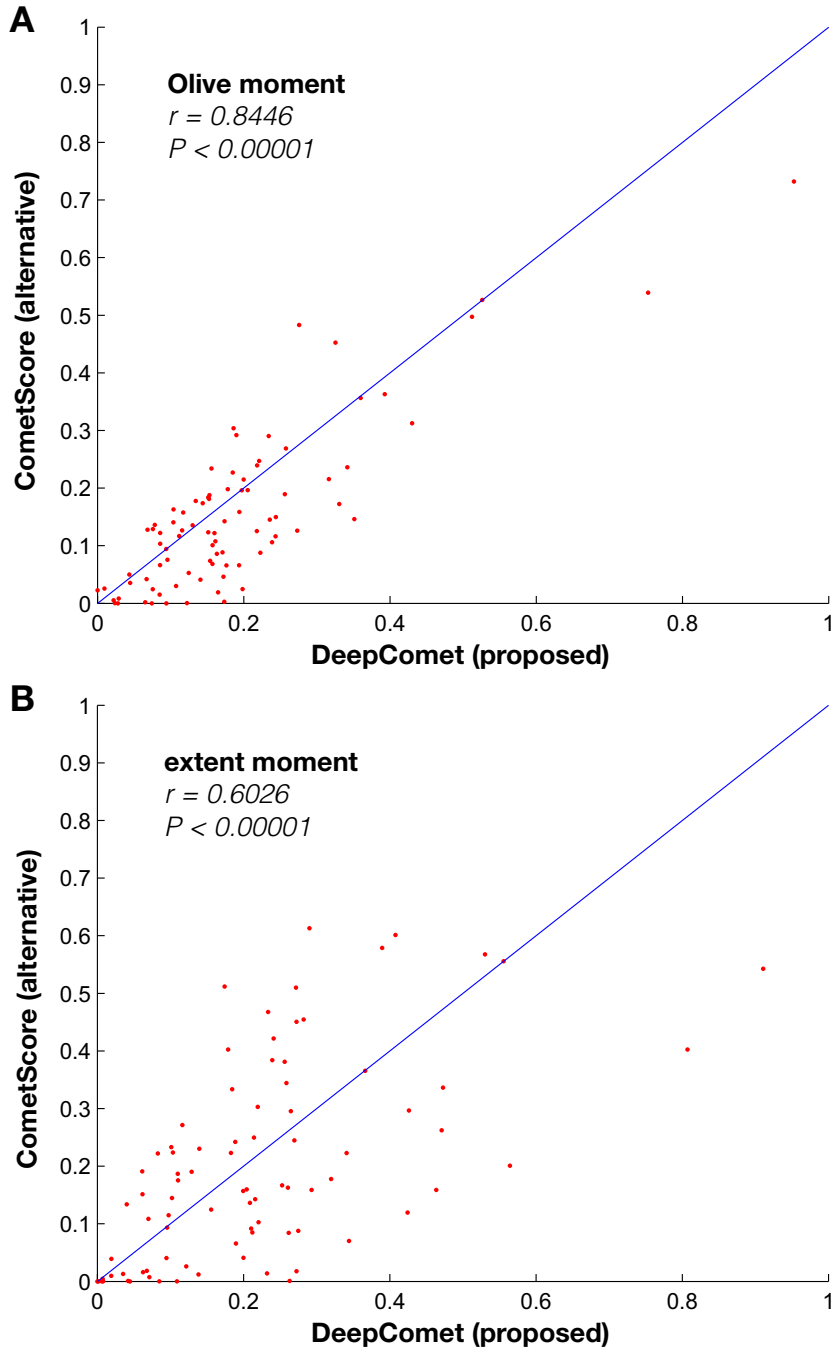 A
1
0.9
0.8
0.7
0.6
0.5
0.4
0.3
0.2
0.1
0
Olive moment
r = 0.8446
P < 0.00001
CometScore (alternative)
0 0.2 0.4 0.6 0.8 1
DeepComet (proposed)
B
1
0.9
0.8
0.7
0.6
0.5
0.4
0.3
0.2
0.1
0
extent moment
r = 0.6026
P < 0.00001
CometScore (alternative)
0 0.2 0.4 0.6 0.8 1
DeepComet (proposed)